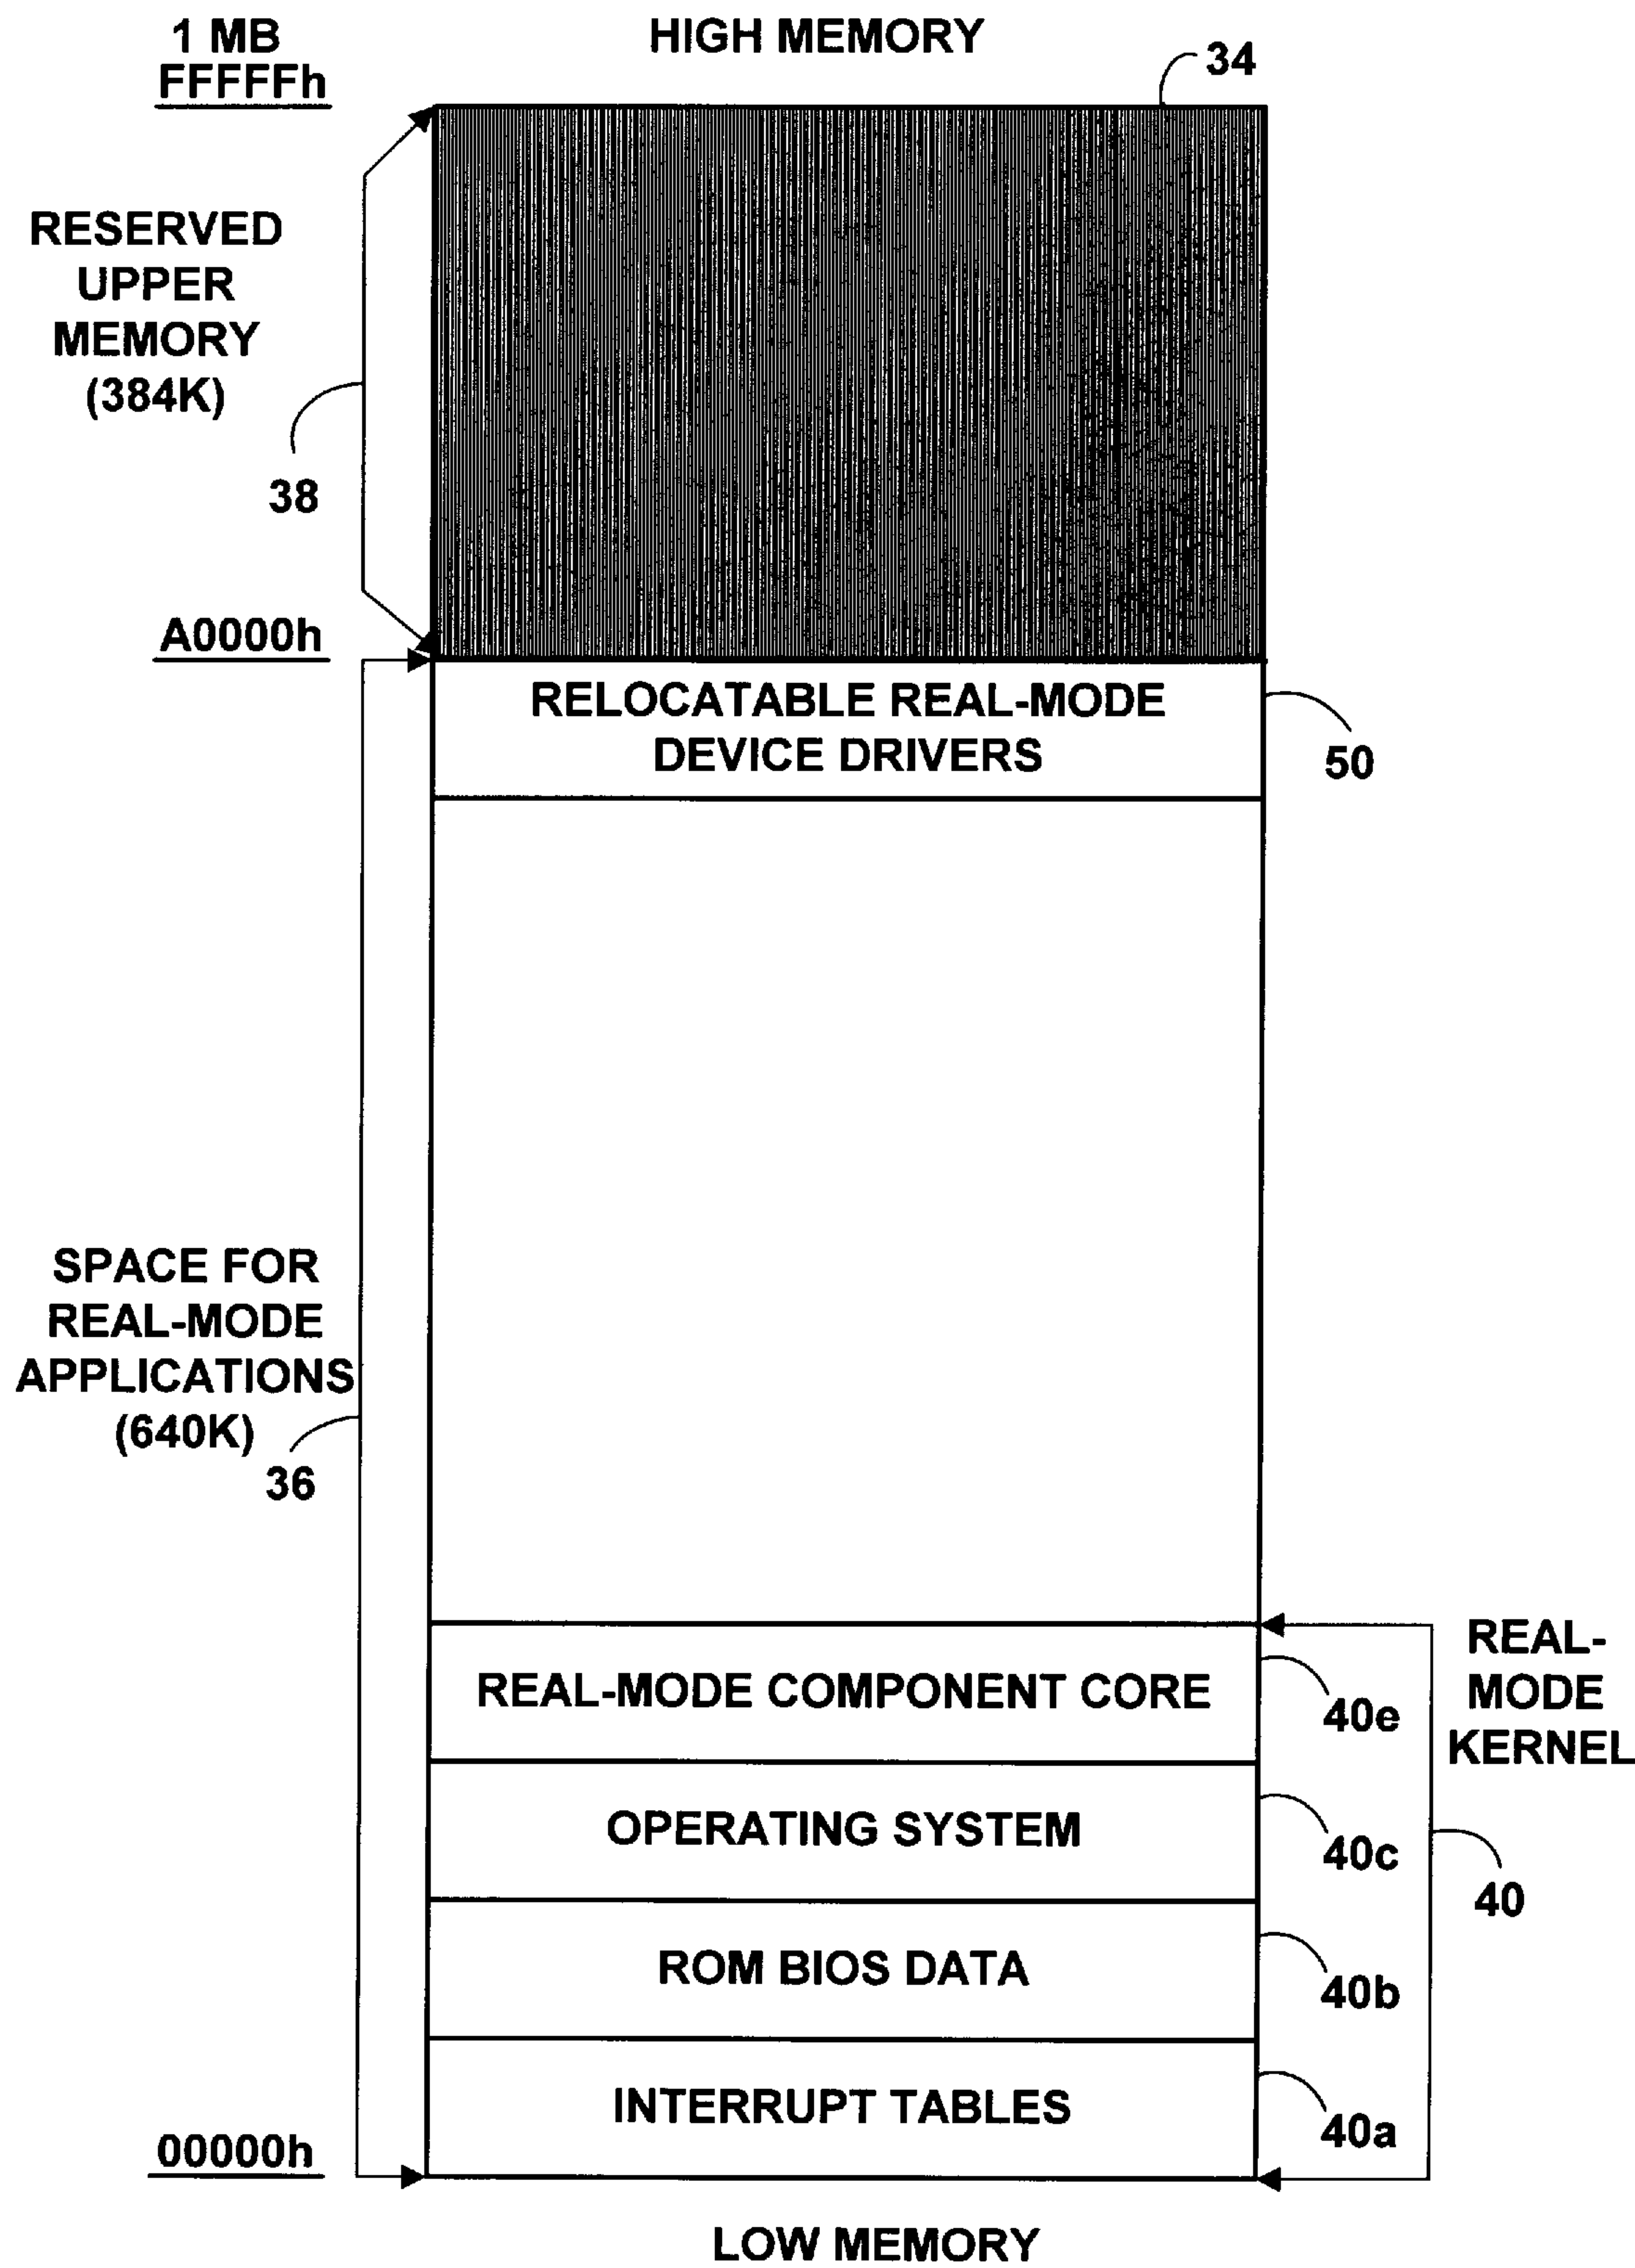 1 MB
FFFFFh
HIGH MEMORY
34
RESERVED
UPPER
MEMORY
(384K)
38
A0000h
RELOCATABLE REAL-MODE
DEVICE DRIVERS
50
SPACE FOR
REAL-MODE
APPLICATIONS
(640K)
36
REAL-MODE COMPONENT CORE
40e
REAL-
MODE
KERNEL
OPERATING SYSTEM
40c
40
ROM BIOS DATA
40b
INTERRUPT TABLES
40a
00000h
LOW MEMORY